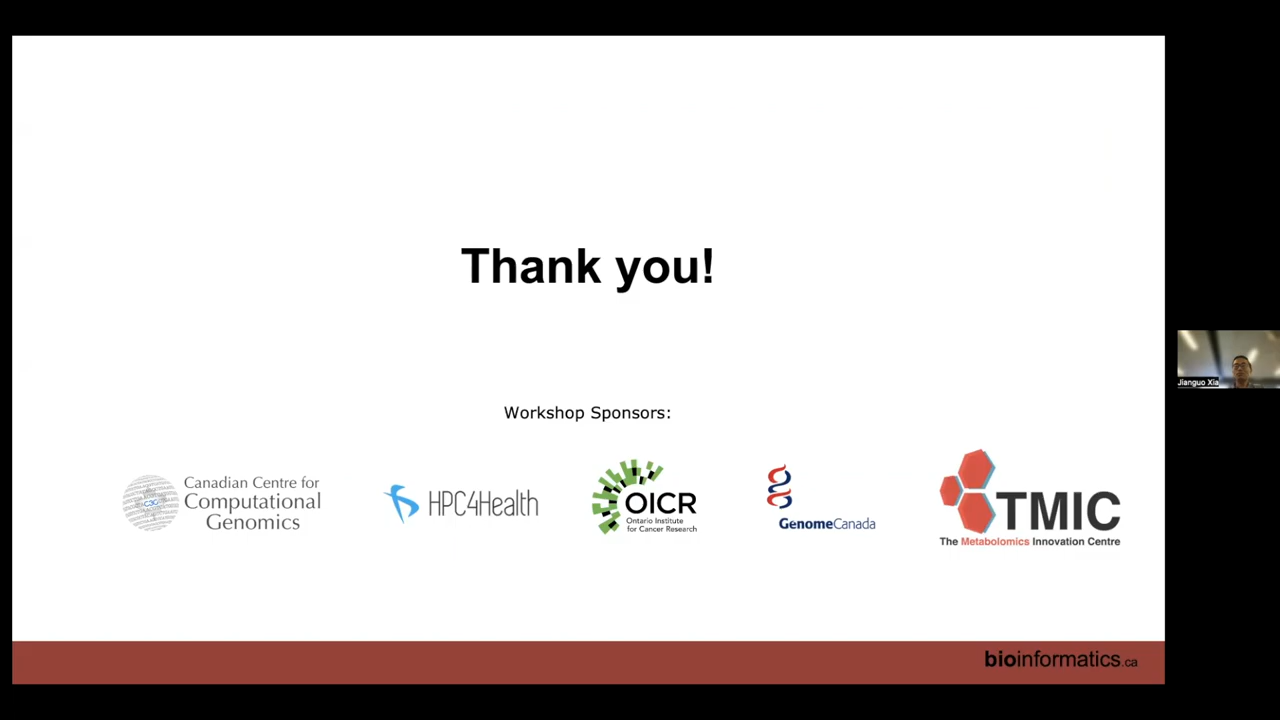 Thank you!
Workshop Sponsors:
C3G
Canadian Centre for
Computational
Genomics
HPC4Health
OICR
Ontario Institute
for Cancer Research
GenomeCanada
TMIC
The Metabolomics Innovation Centre
bioinformatics.ca
Jianguo Xia